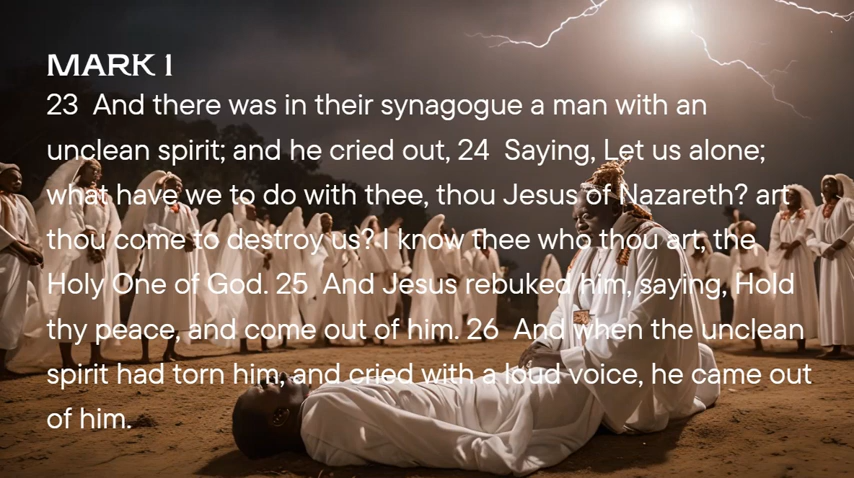 MARK 1
23  And there was in their synagogue a man with an
unclean spirit; and he cried out, 24  Saying, Let us alone;
what have we to do with thee, thou Jesus of Nazareth? art
thou come to destroy us? I know thee who thou art, the
Holy One of God. 25  And Jesus rebuked him, saying, Hold
thy peace, and come out of him. 26  And when the unclean
spirit had torn him, and cried with a loud voice, he came out
of him.